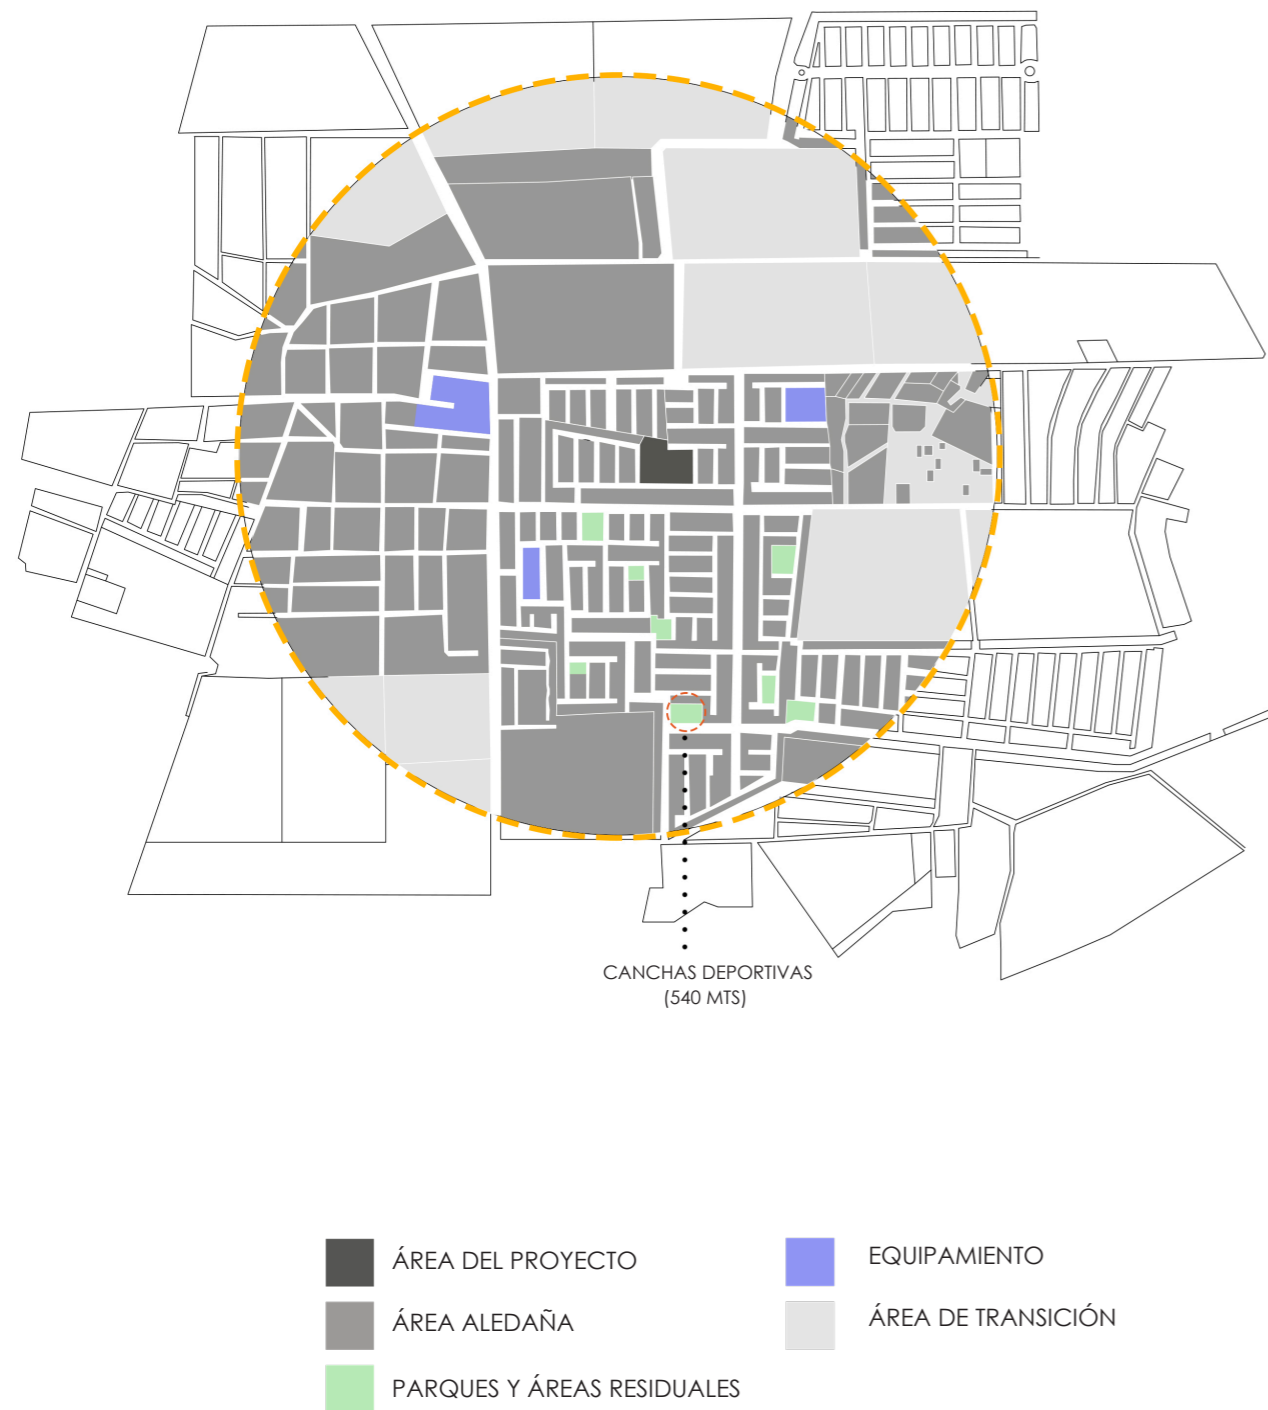 CANCHAS DEPORTIVAS
(540 MTS)
ÁREA DEL PROYECTO
ÁREA ALEDAÑA
PARQUES Y ÁREAS RESIDUALES
EQUIPAMIENTO
ÁREA DE TRANSICIÓN